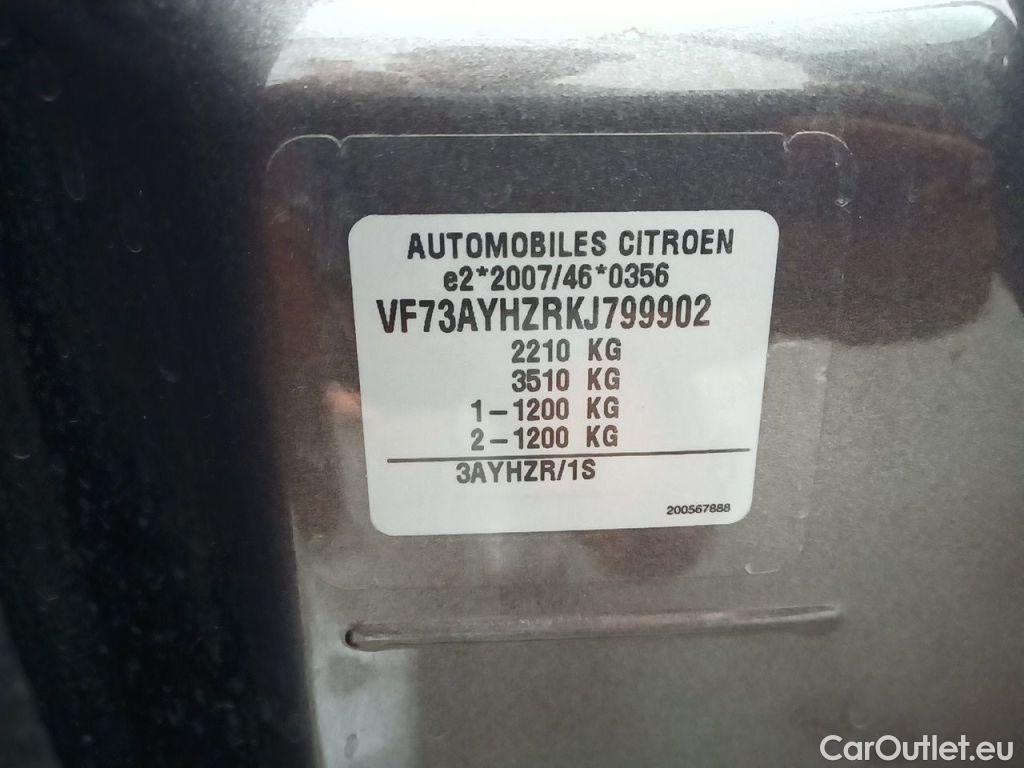 AUTOMOBILES CITROEN
e2*2007/46*0356
VF73AYHZRKJ799902
2210 KG
3510 KG
1-1200 KG
2-1200 KG
3AYHZR/1S
200567888
CarOutlet.eu